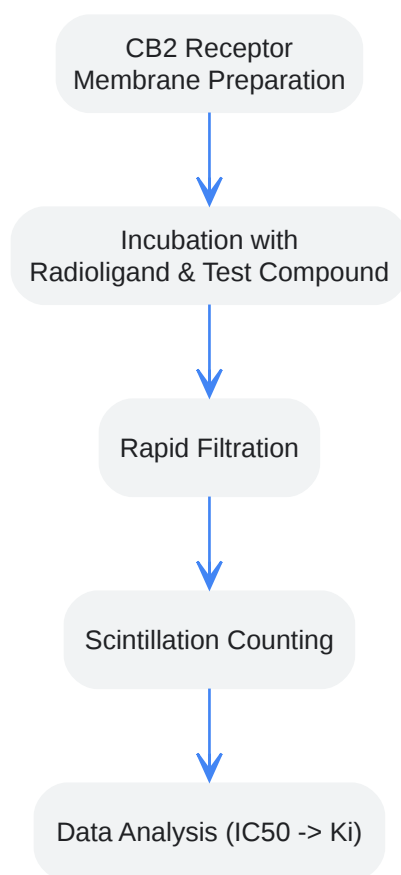 CB2 Receptor
Membrane Preparation
Incubation with
Radioligand & Test Compound
Rapid Filtration
Scintillation Counting
Data Analysis (IC50 -> Ki)